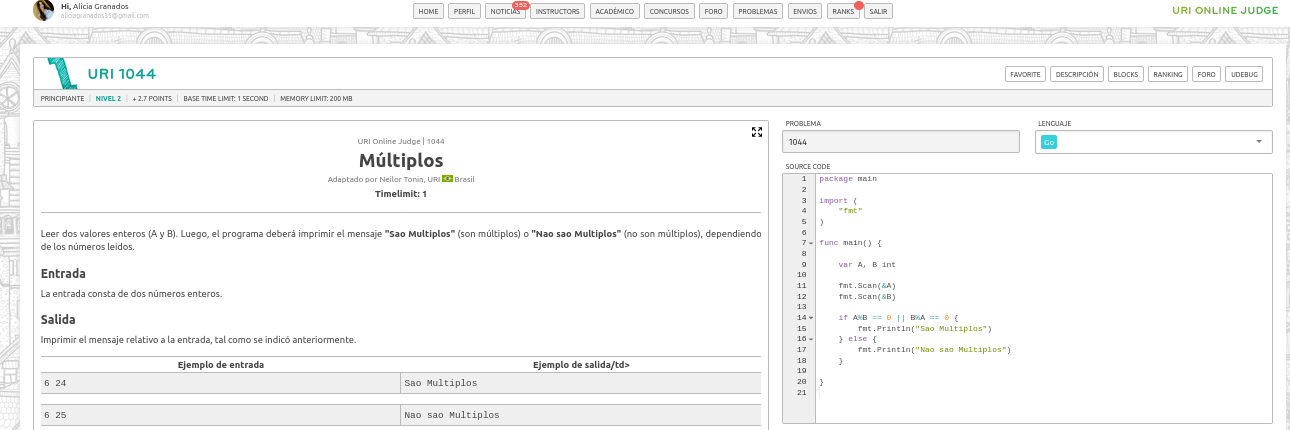 Hi, Alicia Granados
aliciagranados35@gmail.com
HOME PERFIL NOTICIAS 352 INSTRUCTORS ACADÉMICO CONCURSOS FORO PROBLEMAS ENVIOS RANKS SALIR
URI ONLINE JUDGE
URI 1044
FAVORITE DESCRIPCIÓN BLOCKS RANKING FORO UDEBUG
PRINCIPIANTE | NIVEL 2 | + 2.7 POINTS | BASE TIME LIMIT: 1 SECOND | MEMORY LIMIT: 200 MB
URI Online Judge | 1044
Múltiplos
Adaptado por Neilor Tonin, URI Brasil
Timelimit: 1
Leer dos valores enteros (A y B). Luego, el programa deberá imprimir el mensaje "Sao Multiplos" (son múltiplos) o "Nao sao Multiplos" (no son múltiplos), dependiendo
de los números leidos.
Entrada
La entrada consta de dos números enteros.
Salida
Imprimir el mensaje relativo a la entrada, tal como se indicó anteriormente.
Ejemplo de entrada Ejemplo de salida/td>
6 24 Sao Multiplos
6 25 Nao sao Multiplos
PROBLEMA
1044
LENGUAJE
Go
SOURCE CODE
1 package main
2
3 import (
4     "fmt"
5 )
6
7 func main() {
8
9     var A, B int
10
11     fmt.Scan(&A)
12     fmt.Scan(&B)
13
14     if A%B == 0 || B%A == 0 {
15         fmt.Println("Sao Multiplos")
16     } else {
17         fmt.Println("Nao sao Multiplos")
18     }
19
20 }
21